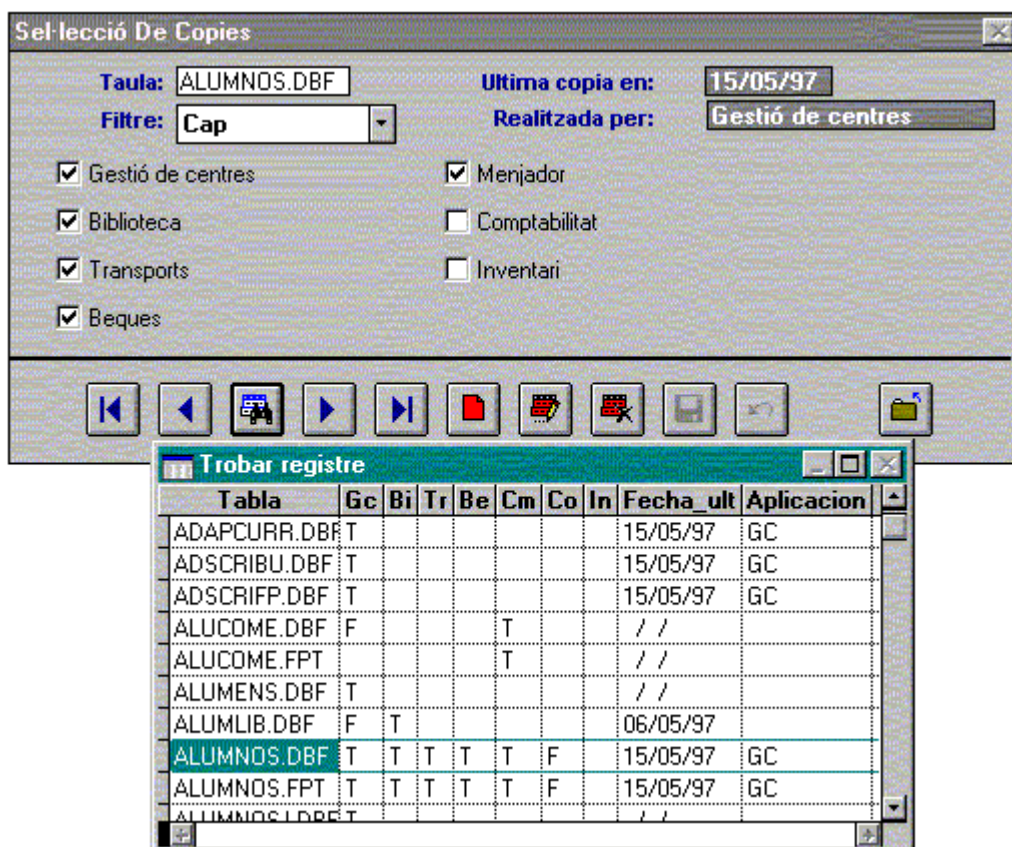 Sel·lecció De Copies
Taula: ALUMNOS.DBF Ultima copia en: 15/05/97
Filtre: Cap Realitzada per: Gestió de centres
Gestió de centres Menjador
Biblioteca Comptabilitat
Transports Inventari
Beques
Trobar registre
Tabla Gc Bi Tr Be Cm Co In Fecha_ult Aplicacion
ADAPCURR.DBF T 15/05/97 GC
ADSCRIBU.DBF T 15/05/97 GC
ADSCRIFP.DBF T 15/05/97 GC
ALUCOME.DBF F T / /
ALUCOME.FPT T / /
ALUMENS.DBF T / /
ALUMLIB.DBF F T 06/05/97
ALUMNOS.DBF T T T T T F 15/05/97 GC
ALUMNOS.FPT T T T T T F 15/05/97 GC
T / /